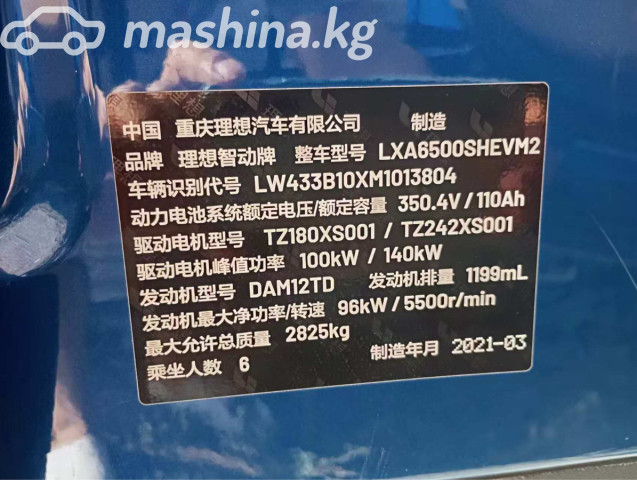 mashina.kg
中国 重庆理想汽车有限公司 制造
品牌 理想智动牌 整车型号 LXA6500SHEVM2
车辆识别代号 LW433B10XM1013804
动力电池系统额定电压/额定容量 350.4V/110Ah
驱动电机型号 TZ180XS001 / TZ242XS001
驱动电机峰值功率 100kW / 140kW
发动机型号 DAM12TD 发动机排量 1199mL
发动机最大净功率/转速 96kW/5500r/min
最大允许总质量 2825kg
乘坐人数 6 制造年月 2021-03